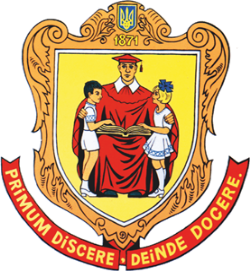 1871
PRIMUM DiSCERE · DEiNDE DOCERE.